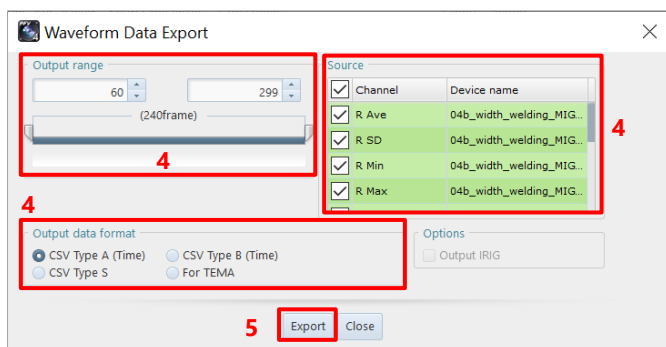 Waveform Data Export
Output range
60
299
(240frame)
4
Source
Channel Device name
R Ave 04b_width_welding_MIG...
R SD 04b_width_welding_MIG...
R Min 04b_width_welding_MIG...
R Max 04b_width_welding_MIG...
4
4
Output data format
CSV Type A (Time) CSV Type B (Time)
CSV Type S For TEMA
Options
Output IRIG
5 Export Close